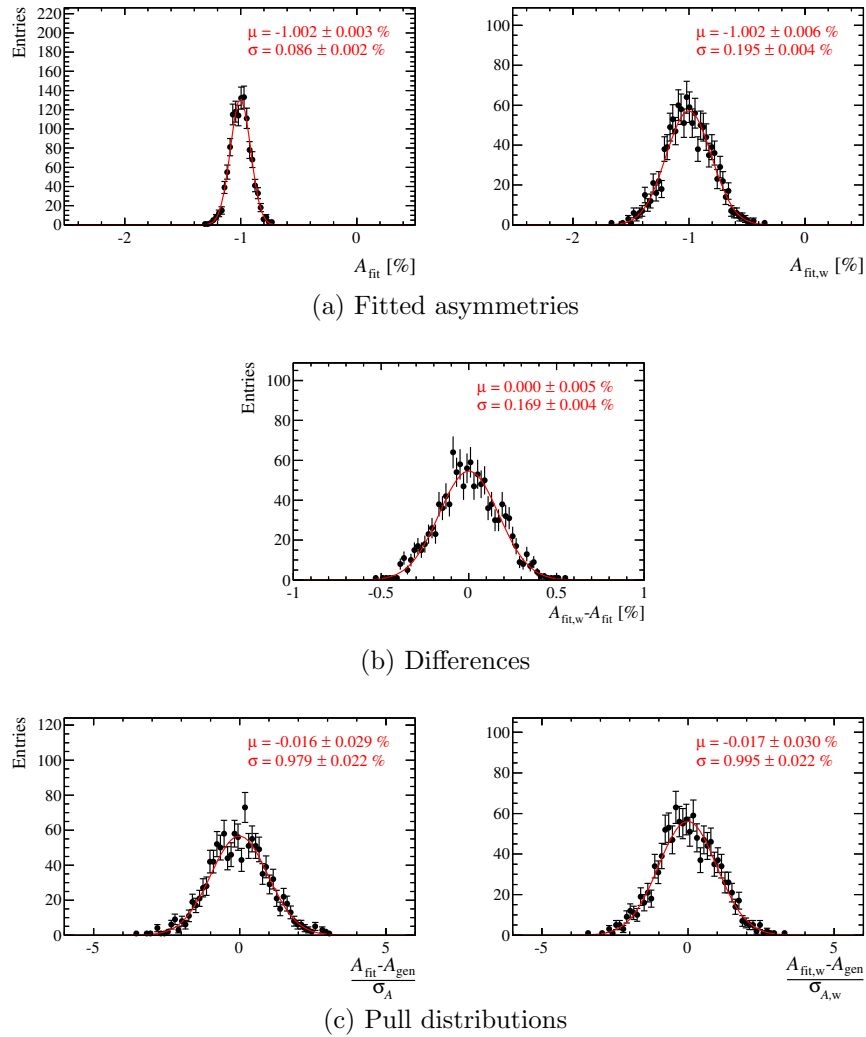 Entries
220
200
180
160
140
120
100
80
60
40
20
0
μ = -1.002 ± 0.003 %
σ = 0.086 ± 0.002 %
-2 -1 0
A_fit [%]
100
80
60
40
20
0
μ = -1.002 ± 0.006 %
σ = 0.195 ± 0.004 %
-2 -1 0
A_fit,w [%]
(a) Fitted asymmetries
Entries
100
80
60
40
20
0
μ = 0.000 ± 0.005 %
σ = 0.169 ± 0.004 %
-1 -0.5 0 0.5 1
A_fit,w-A_fit [%]
(b) Differences
Entries
120
100
80
60
40
20
0
μ = -0.016 ± 0.029 %
σ = 0.979 ± 0.022 %
-5 0 5
A_fit-A_gen
σ_A
100
80
60
40
20
0
μ = -0.017 ± 0.030 %
σ = 0.995 ± 0.022 %
-5 0 5
A_fit,w-A_gen
σ_A,w
(c) Pull distributions